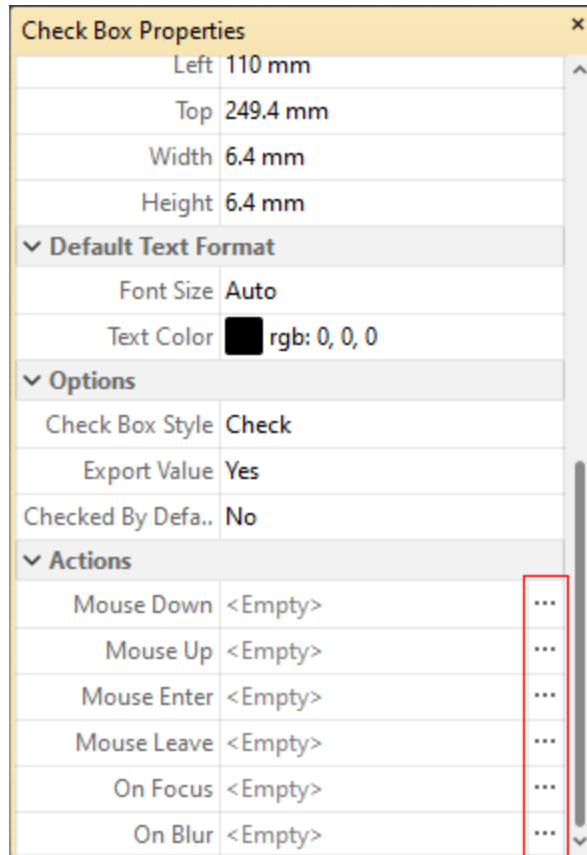 Check Box Properties
Left 110 mm
Top 249.4 mm
Width 6.4 mm
Height 6.4 mm
Default Text Format
Font Size Auto
Text Color rgb: 0, 0, 0
Options
Check Box Style Check
Export Value Yes
Checked By Defa.. No
Actions
Mouse Down <Empty> ...
Mouse Up <Empty> ...
Mouse Enter <Empty> ...
Mouse Leave <Empty> ...
On Focus <Empty> ...
On Blur <Empty> ...